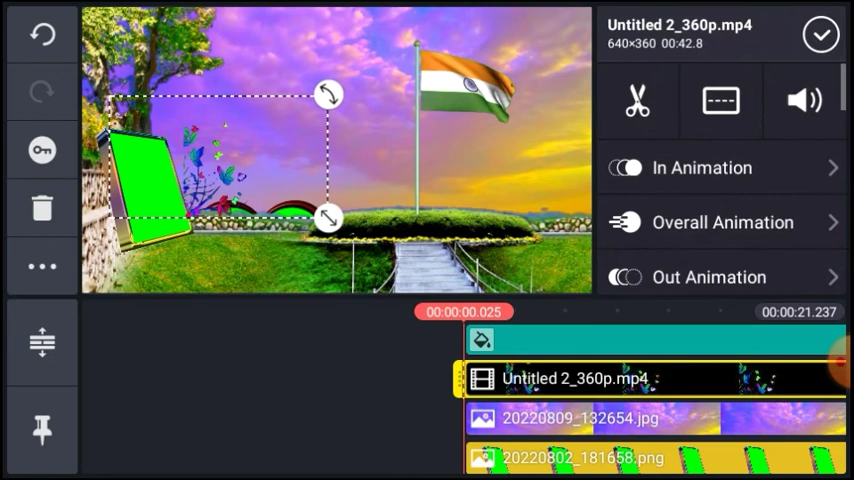 Untitled 2_360p.mp4
640×360 00:42.8
In Animation
Overall Animation
Out Animation
00:00:00.025
00:00:21.237
Untitled 2_360p.mp4
20220809_132654.jpg
20220802_181658.png